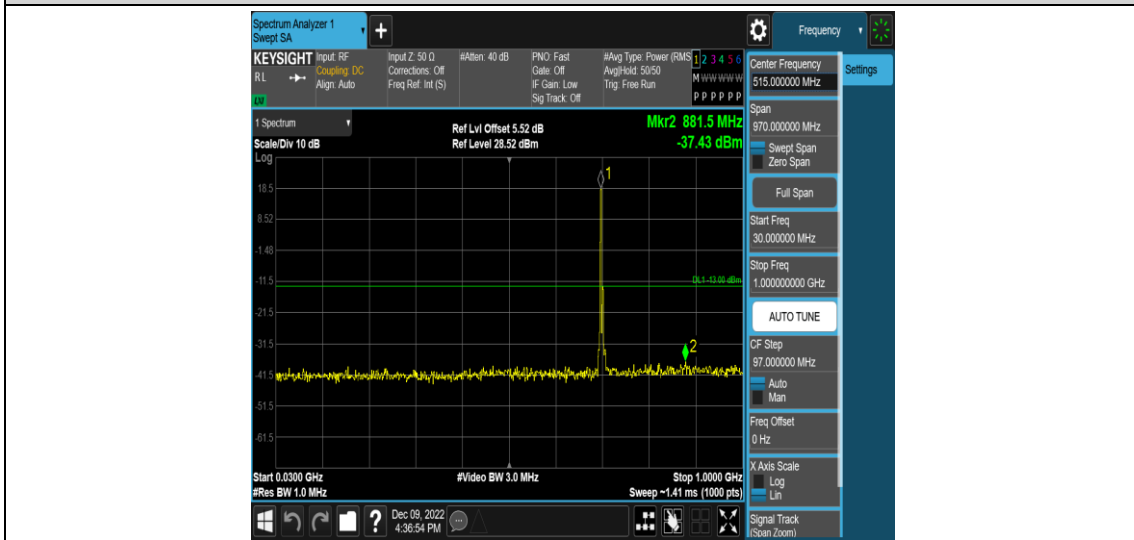 Spectrum Analyzer 1
Swept SA
Frequency
KEYSIGHT
RL
Input: RF
Coupling: DC
Align: Auto
Input Z: 50 Ω
Corrections: Off
Freq Ref: Int (S)
#Atten: 40 dB
PNO: Fast
Gate: Off
IF Gain: Low
Sig Track: Off
#Avg Type: Power (RMS
Avg|Hold: 50/50
Trig: Free Run
1 2 3 4 5 6
M W W W W W
P P P P P P
Center Frequency
515.000000 MHz
Settings
1 Spectrum
Scale/Div 10 dB
Ref Lvl Offset 5.52 dB
Ref Level 28.52 dBm
Mkr2 881.5 MHz
-37.43 dBm
Span
970.000000 MHz
Swept Span
Zero Span
Full Span
Start Freq
30.000000 MHz
Stop Freq
1.000000000 GHz
AUTO TUNE
CF Step
97.000000 MHz
Auto
Man
Freq Offset
0 Hz
X Axis Scale
Log
Lin
Signal Track
(Span Zoom)
Log
1
18.5
8.52
-1.48
-11.5
DL1 -13.00 dBm
-21.5
-31.5
2
-41.5
-51.5
-61.5
Start 0.0300 GHz
#Video BW 3.0 MHz
Stop 1.0000 GHz
#Res BW 1.0 MHz
Sweep ~1.41 ms (1000 pts)
?
Dec 09, 2022
4:36:54 PM